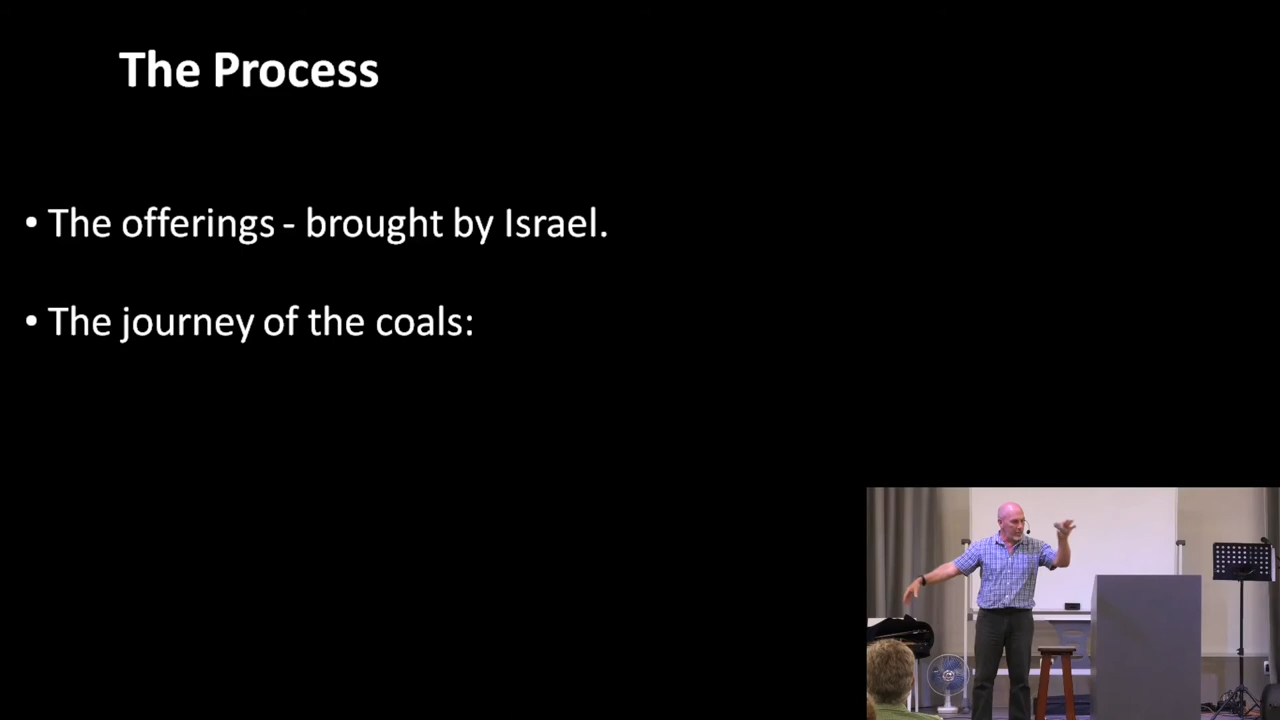 The Process
• The offerings - brought by Israel.
• The journey of the coals: